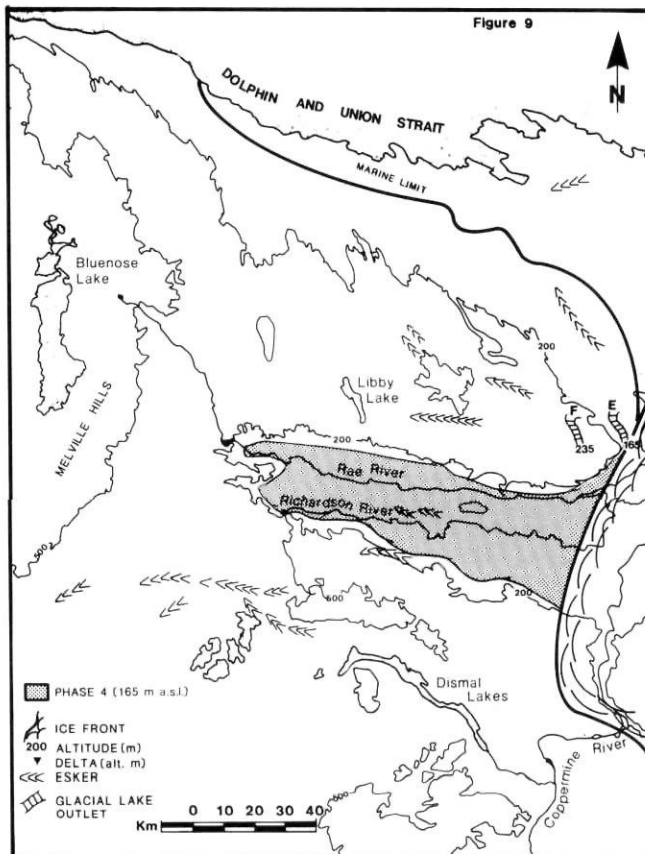 Figure 9
N
DOLPHIN AND UNION STRAIT
MARINE LIMIT
Bluenose
Lake
MELVILLE HILLS
200
Libby
Lake
F
E
235
165
200
Rae River
Richardson River
500
200
500
Dismal
Lakes
PHASE 4 (165 m a.s.l.)
ICE FRONT
200 ALTITUDE (m)
DELTA (alt. m)
ESKER
GLACIAL LAKE
OUTLET
Coppermine River
500
0 10 20 30 40
Km